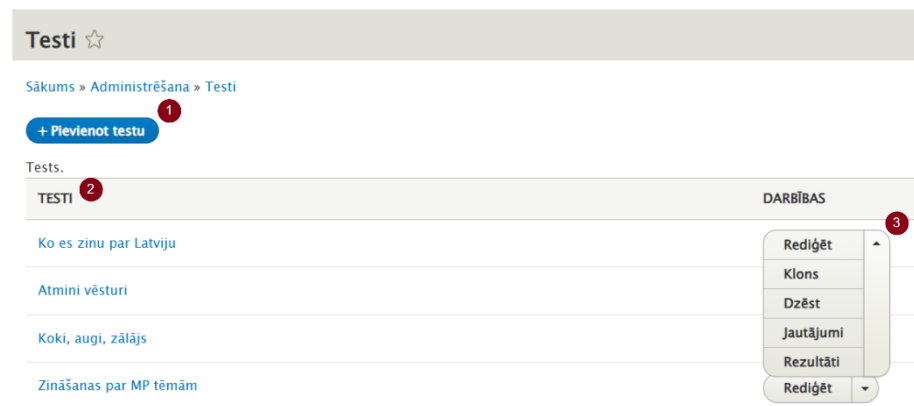 Testi
Sākums » Administrēšana » Testi
1
+ Pievienot testu
Tests.
TESTI 2 DARBĪBAS
3
Ko es zinu par Latviju Rediģēt
Klons
Atmini vēsturi
Dzēst
Koki, augi, zālājs Jautājumi
Rezultāti
Zināšanas par MP tēmām Rediģēt